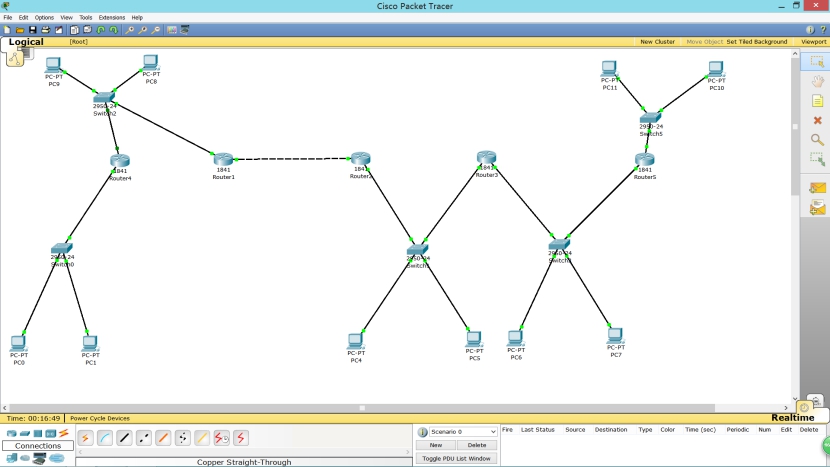 Cisco Packet Tracer
File Edit Options View Tools Extensions Help
Logical [Root] New Cluster Move Object Set Tiled Background Viewport
PC-PT
PC9
PC-PT
PC8
2950-24
Switch2
PC-PT
PC11
PC-PT
PC10
2950-24
Switch5
1841
Router4
1841
Router1
1841
1841
Router3
1841
Router5
2950-24
Switch0
2950-24
2950-24
PC-PT
PC0
PC-PT
PC1
PC-PT
PC4
PC-PT
PC5
PC-PT
PC6
PC-PT
PC7
Time: 00:16:49 Power Cycle Devices Realtime
Connections
Copper Straight-Through
Scenario 0
New Delete
Toggle PDU List Window
Fire Last Status Source Destination Type Color Time (sec) Periodic Num Edit Delete